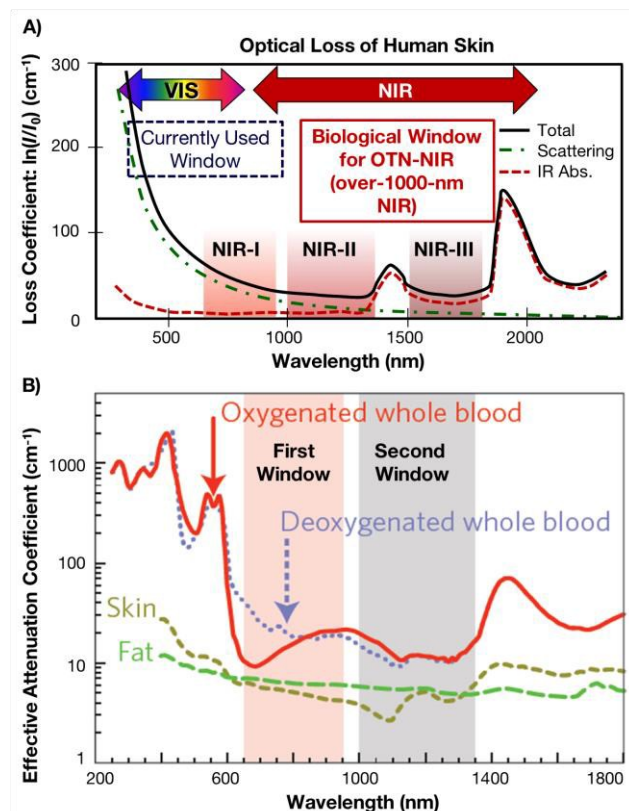 A)
Optical Loss of Human Skin
300
200
100
0
Loss Coefficient: ln(I/I₀) (cm⁻¹)
VIS
NIR
Currently Used
Window
Biological Window
for OTN-NIR
(over-1000-nm
NIR)
Total
Scattering
IR Abs.
NIR-I
NIR-II
NIR-III
500
1000
1500
2000
Wavelength (nm)
B)
Effective Attenuation Coefficient (cm⁻¹)
1000
100
10
1
Oxygenated whole blood
First
Window
Second
Window
Deoxygenated whole blood
Skin
Fat
200
600
1000
1400
1800
Wavelength (nm)